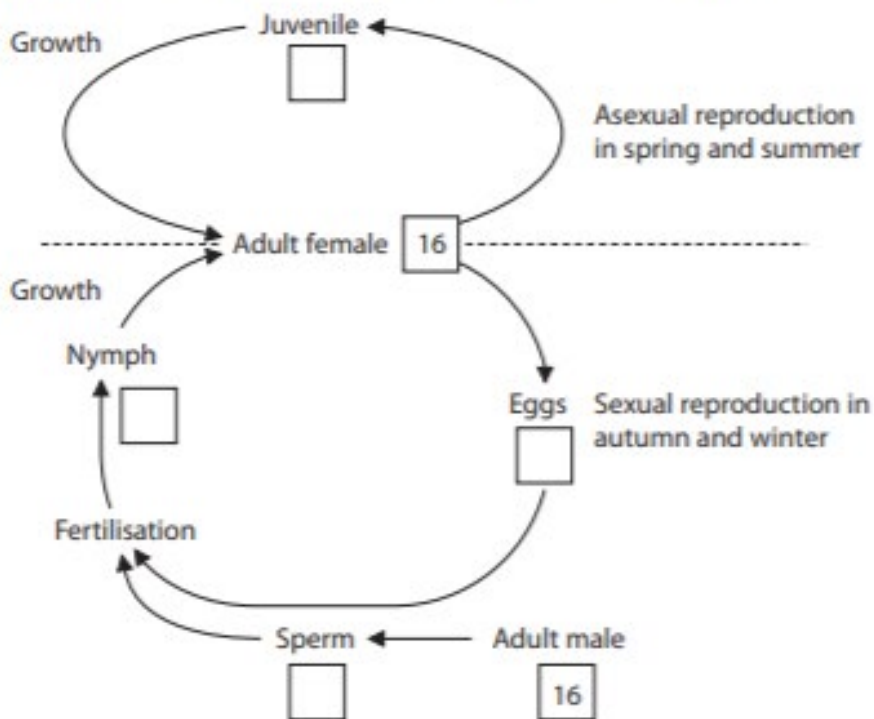 Juvenile
Growth
Asexual reproduction
in spring and summer
Adult female
16
Growth
Nymph
Eggs
Sexual reproduction in
autumn and winter
Fertilisation
Sperm
Adult male
16